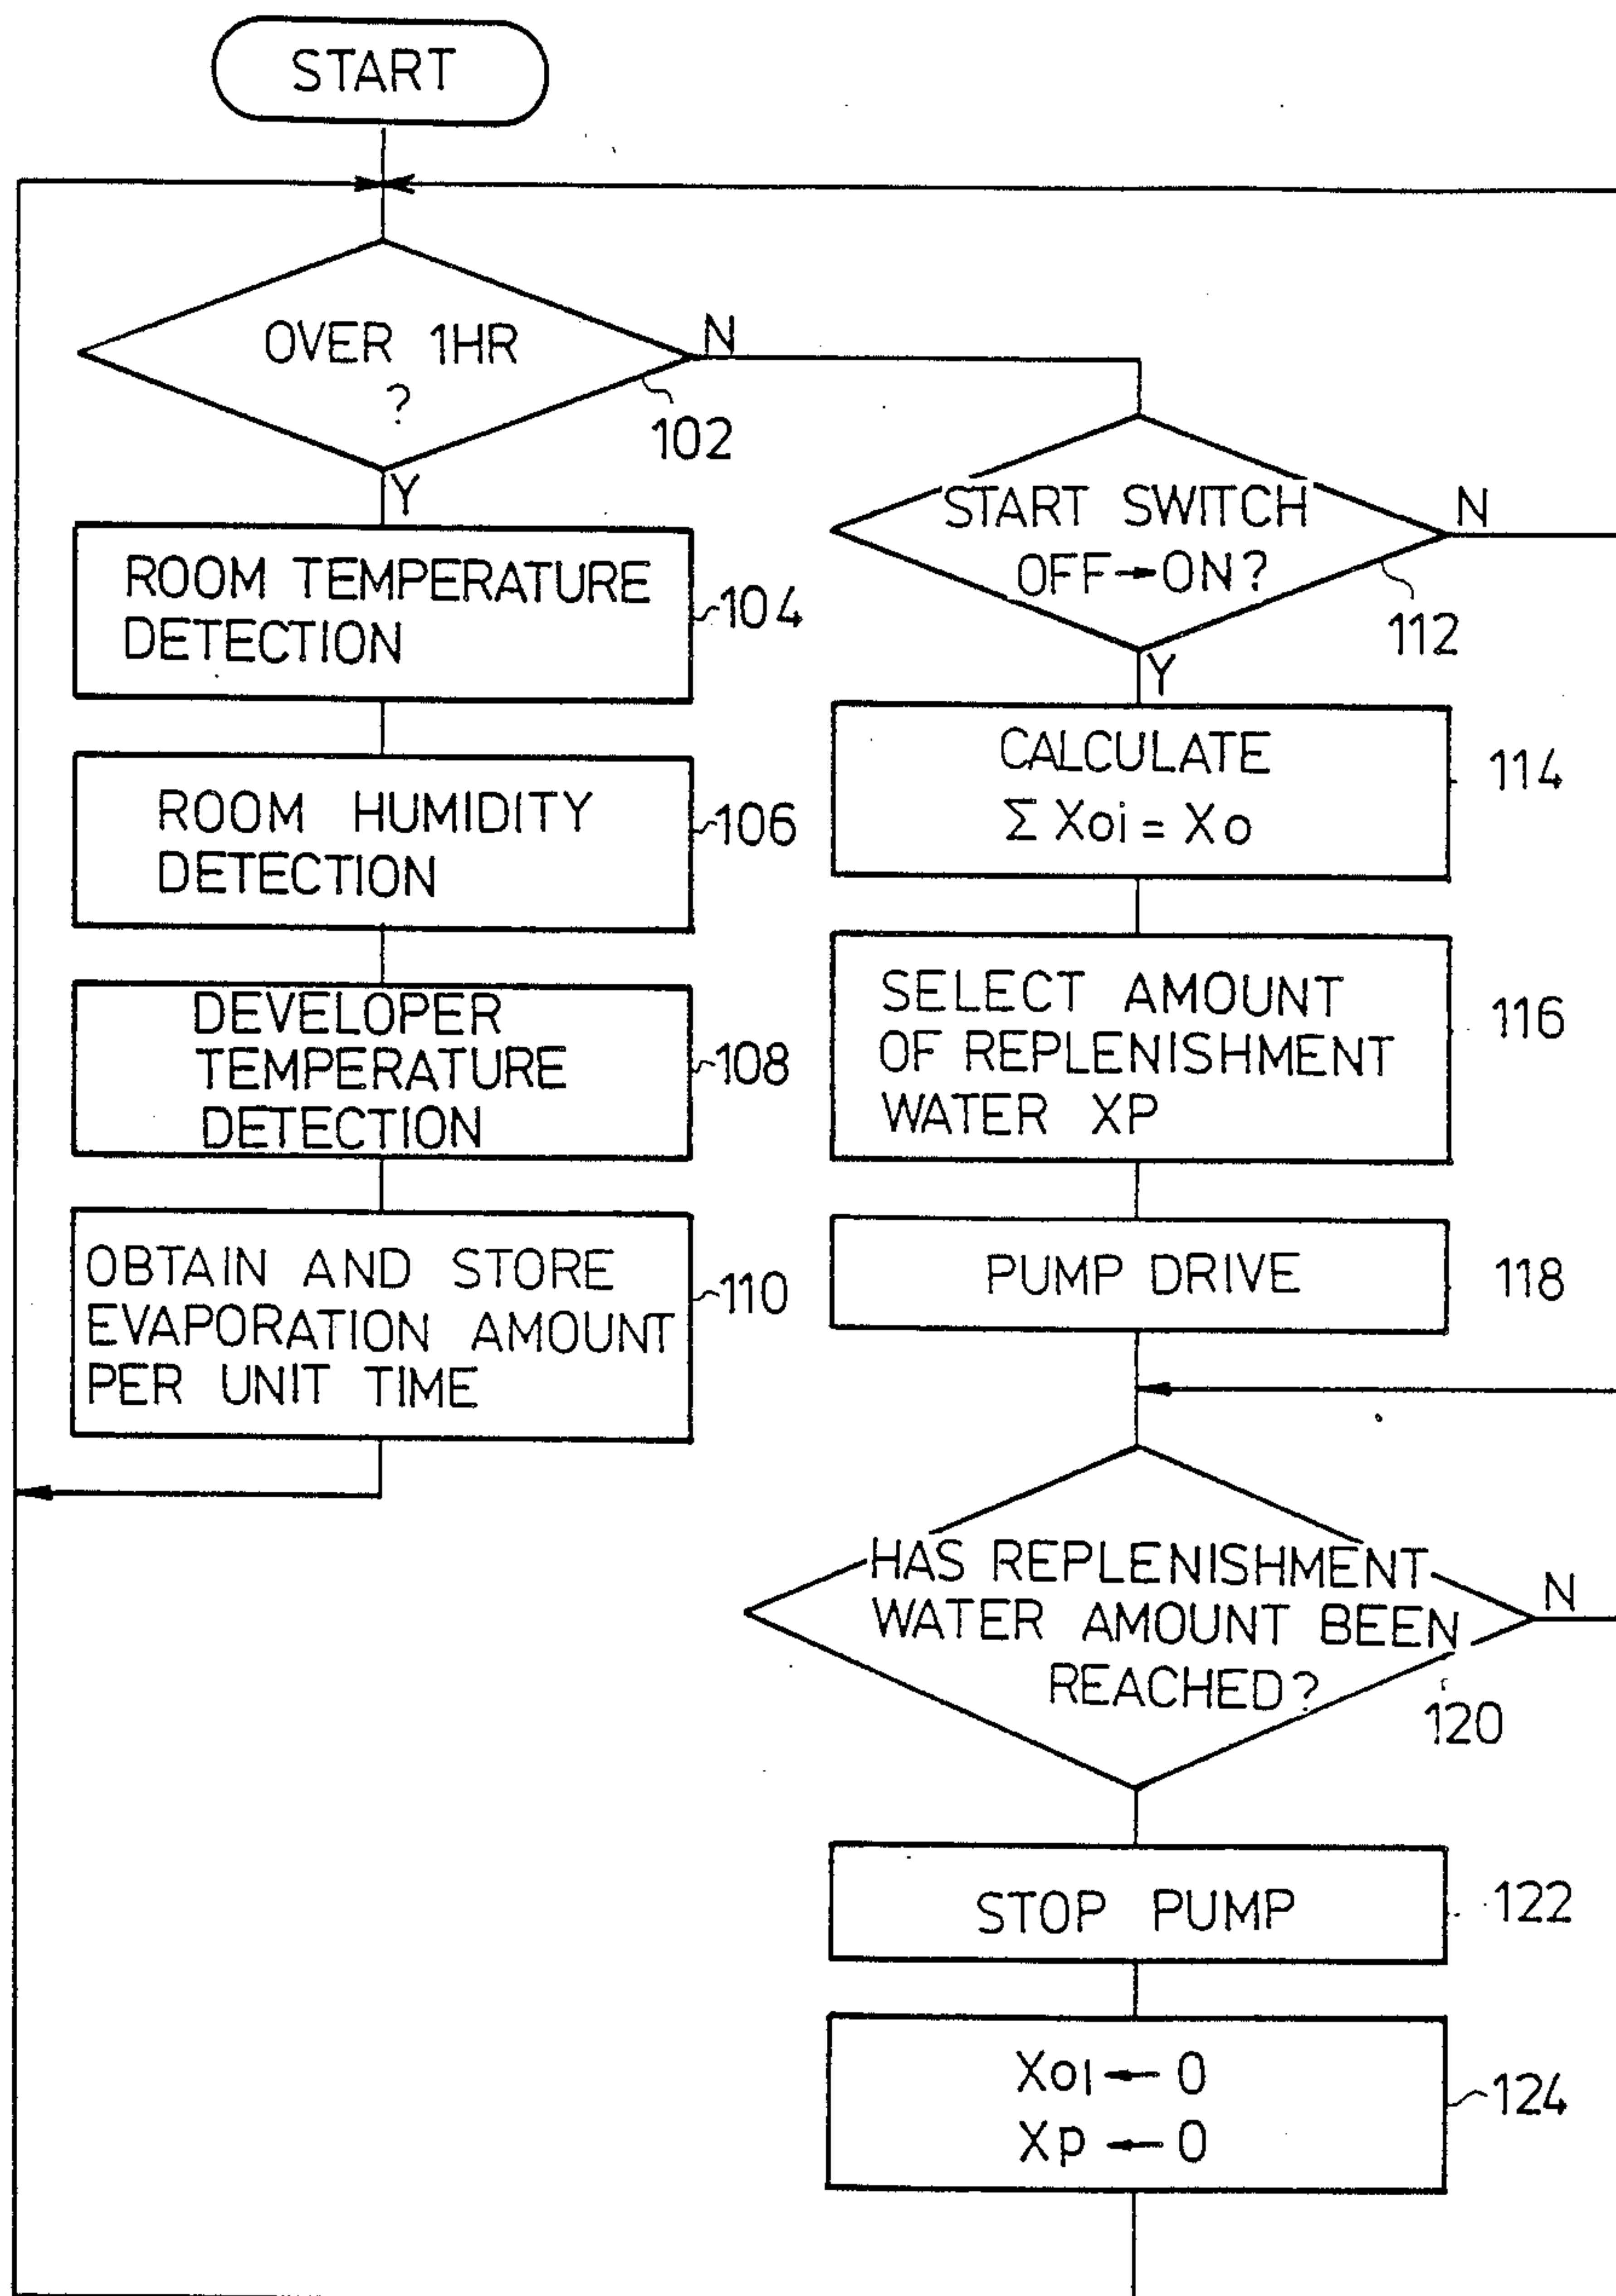 START
OVER 1HR
?
N
102
Y
ROOM TEMPERATURE
DETECTION
104
ROOM HUMIDITY
DETECTION
106
DEVELOPER
TEMPERATURE
DETECTION
108
OBTAIN AND STORE
EVAPORATION AMOUNT
PER UNIT TIME
110
START SWITCH
OFF→ON?
N
112
Y
CALCULATE
Σ Xoi = Xo
114
SELECT AMOUNT
OF REPLENISHMENT
WATER XP
116
PUMP DRIVE
118
HAS REPLENISHMENT
WATER AMOUNT BEEN
REACHED?
N
120
STOP PUMP
122
Xoi ← 0
Xp ← 0
124